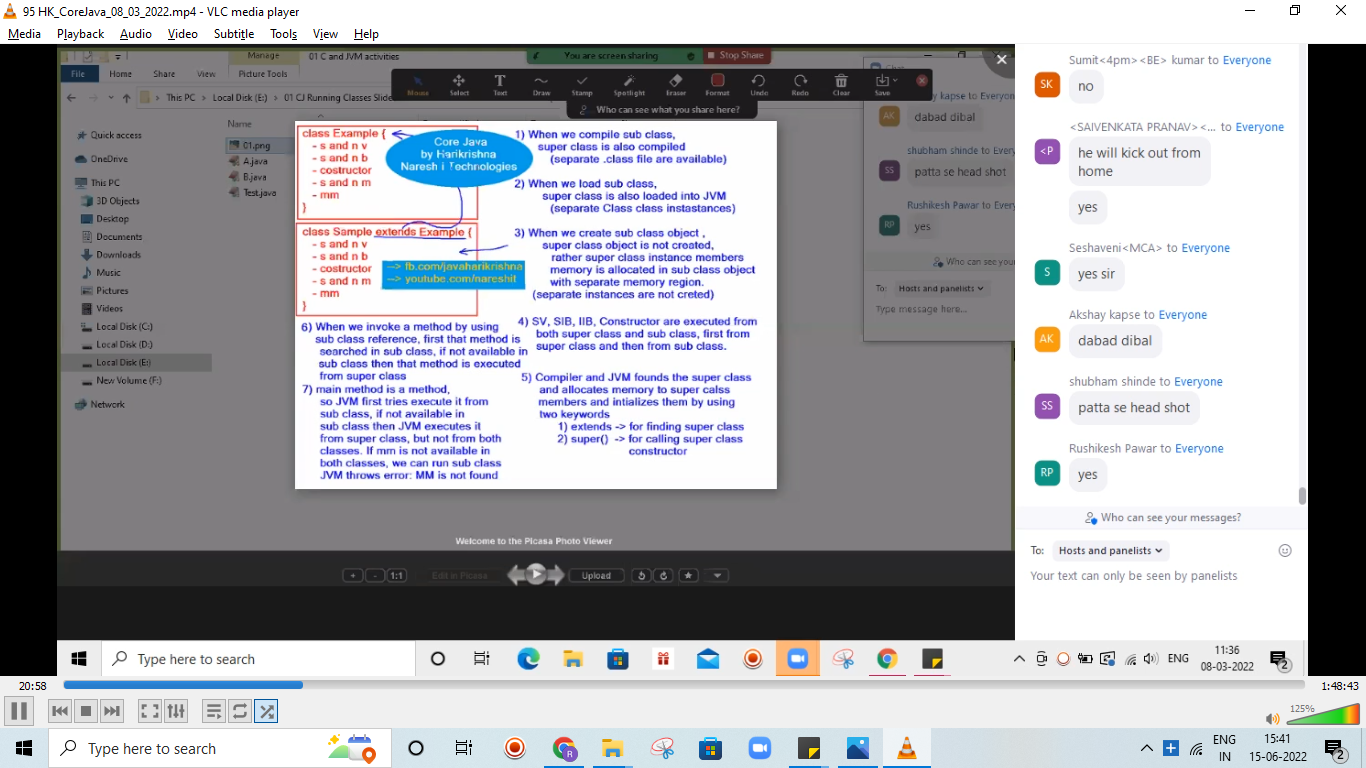 95 HK_CoreJava_08_03_2022.mp4 - VLC media player
Media Playback Audio Video Subtitle Tools View Help
Manage 01 C and JVM activities
You are screen sharing Stop Share
File Home Share View Picture Tools
Mouse Select Text Draw Stamp Spotlight Eraser Format Undo Redo Clear Save
This PC Local Disk (E:) 01 CJ Running Classes Slide
Who can see what you share here?
Quick access
OneDrive
This PC
3D Objects
Desktop
Documents
Downloads
Music
Pictures
Videos
Local Disk (C:)
Local Disk (D:)
Local Disk (E:)
New Volume (F:)
Network
Name
01.png
A.java
B.java
Test.java
class Example {
- s and n v
- s and n b
- costructor
- s and n m
- mm
}
Core Java
by Harikrishna
Naresh i Technologies
class Sample extends Example {
- s and n v
- s and n b
- costructor
- s and n m
- mm
}
--> fb.com/javaharikrishna
--> youtube.com/nareshit
1) When we compile sub class,
super class is also compiled
(separate .class file are available)
2) When we load sub class,
super class is also loaded into JVM
(separate Class class instastances)
3) When we create sub class object ,
super class object is not created,
rather super class instance members
memory is allocated in sub class object
with separate memory region.
(separate instances are not creted)
4) SV, SIB, IIB, Constructor are executed from
both super class and sub class, first from
super class and then from sub class.
5) Compiler and JVM founds the super class
and allocates memory to super calss
members and intializes them by using
two keywords
1) extends -> for finding super class
2) super() -> for calling super class
constructor
6) When we invoke a method by using
sub class reference, first that method is
searched in sub class, if not available in
sub class then that method is executed
from super class
7) main method is a method,
so JVM first tries execute it from
sub class, if not available in
sub class then JVM executes it
from super class, but not from both
classes. If mm is not available in
both classes, we can run sub class
JVM throws error: MM is not found
Welcome to the Picasa Photo Viewer
1:1 Edit in Picasa Upload
kapse to Everyon
AK dabad dibal
shubham shinde to Every
SS patta se head shot
Rushikesh Pawar to Every
RP yes
Who can see your
To: Hosts and panelists
Type message here...
Sumit<4pm><BE> kumar to Everyone
SK no
<SAIVENKATA PRANAV><... to Everyone
<P he will kick out from
home
yes
Seshaveni<MCA> to Everyone
S yes sir
Akshay kapse to Everyone
AK dabad dibal
shubham shinde to Everyone
SS patta se head shot
Rushikesh Pawar to Everyone
RP yes
Who can see your messages?
To: Hosts and panelists
Your text can only be seen by panelists
Type here to search
ENG 11:36
08-03-2022 2
20:58 1:48:43
125%
Type here to search
R
ENG
IN
15:41
15-06-2022 2